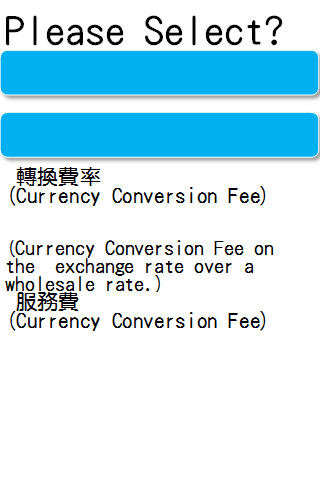 Please Select?
轉換費率
(Currency Conversion Fee)
(Currency Conversion Fee on
the  exchange rate over a
wholesale rate.)
服務費
(Currency Conversion Fee)